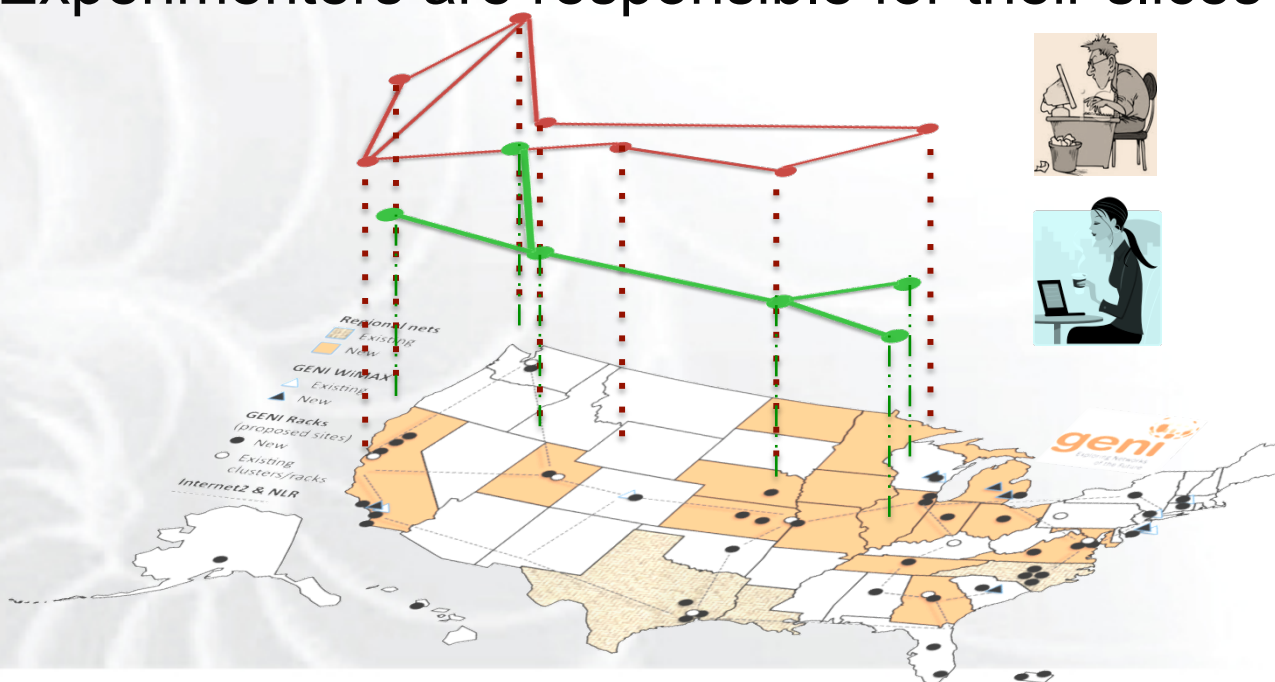 Experimenters are responsible for their slices
Regional nets
Existing
New
GENI WiMAX
Existing
New
GENI Racks
(proposed sites)
New
Existing
clusters/racks
Internet2 & NLR
geni